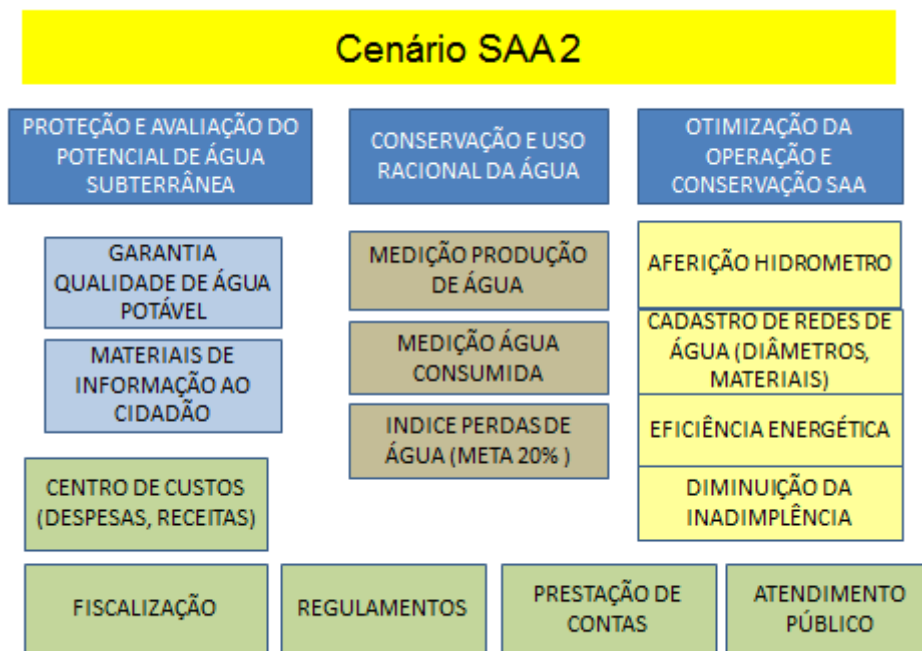 Cenário SAA 2
PROTEÇÃO E AVALIAÇÃO DO
POTENCIAL DE ÁGUA
SUBTERRÂNEA
CONSERVAÇÃO E USO
RACIONAL DA ÁGUA
OTIMIZAÇÃO DA
OPERAÇÃO E
CONSERVAÇÃO SAA
GARANTIA
QUALIDADE DE ÁGUA
POTÁVEL
MATERIAIS DE
INFORMAÇÃO AO
CIDADÃO
MEDIÇÃO PRODUÇÃO
DE ÁGUA
MEDIÇÃO ÁGUA
CONSUMIDA
INDICE PERDAS DE
ÁGUA (META 20% )
AFERIÇÃO HIDROMETRO
CADASTRO DE REDES DE
ÁGUA (DIÂMETROS,
MATERIAIS)
EFICIÊNCIA ENERGÉTICA
DIMINUIÇÃO DA
INADIMPLÊNCIA
CENTRO DE CUSTOS
(DESPESAS, RECEITAS)
FISCALIZAÇÃO
REGULAMENTOS
PRESTAÇÃO DE
CONTAS
ATENDIMENTO
PÚBLICO